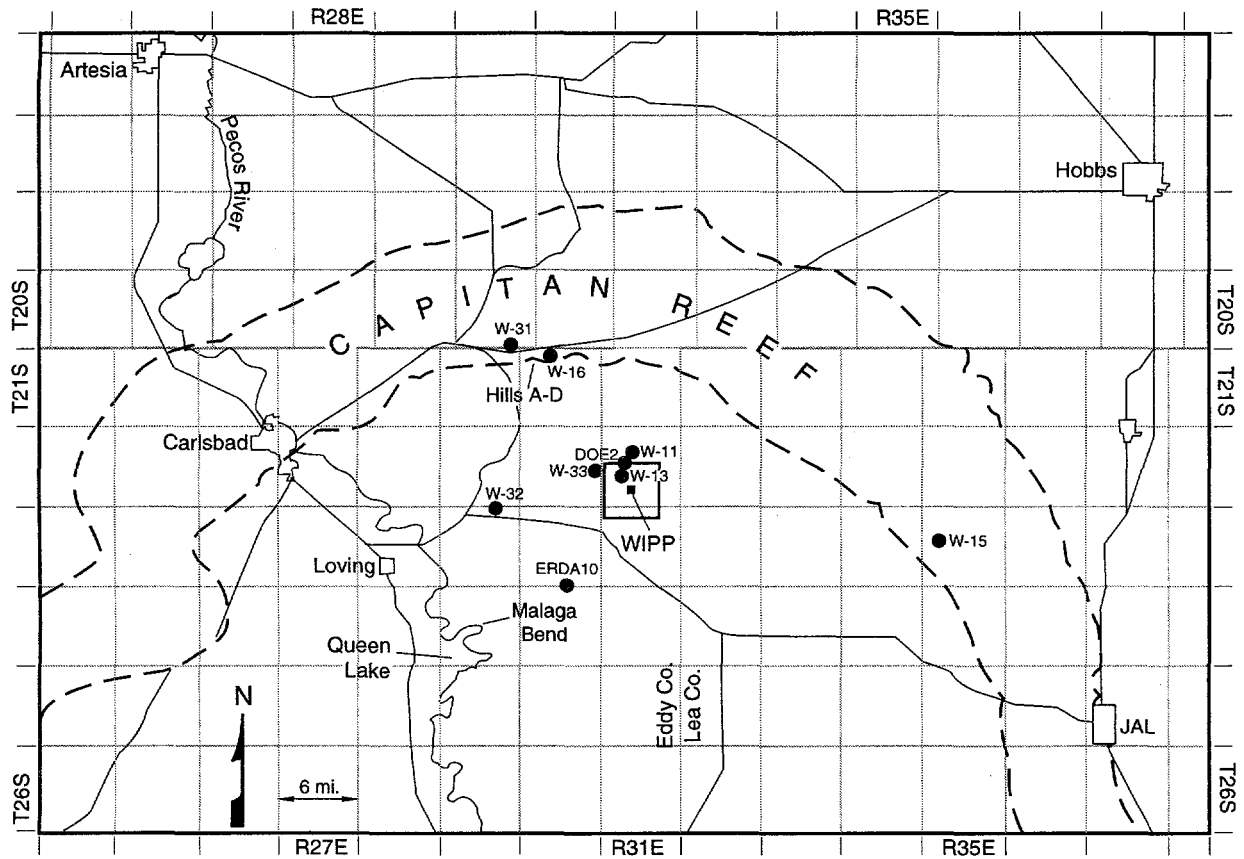 R28E
R35E
Artesia
Pecos River
Hobbs
T20S
T20S
CAPITAN REEF
W-31
W-16
T21S
T21S
Hills A-D
Carlsbad
DOE2
W-11
W-33
W-13
W-32
WIPP
W-15
Loving
ERDA10
Malaga
Bend
Queen
Lake
Eddy Co.
Lea Co.
N
JAL
6 mi.
T26S
T26S
R27E
R31E
R35E